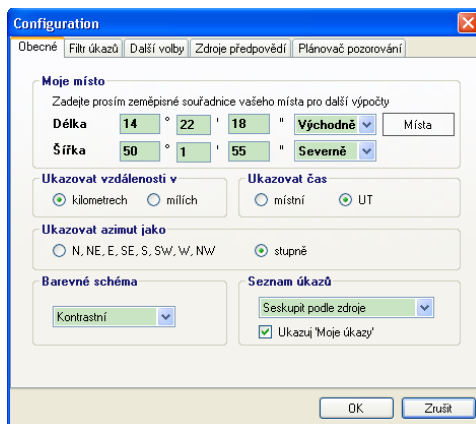 Configuration
Obecné Filtr úkazů Další volby Zdroje předpovědí Plánovač pozorování
Moje místo
Zadejte prosím zeměpisné souřadnice vašeho místa pro další výpočty
Délka 14 ° 22 ' 18 " Východně Místa
Šířka 50 ° 1 ' 55 " Severně
Ukazovat vzdálenosti v Ukazovat čas
kilometrech mílích místní UT
Ukazovat azimut jako
N, NE, E, SE, S, SW, W, NW stupně
Barevné schéma Seznam úkazů
Kontrastní Seskupit podle zdroje
Ukazuj 'Moje úkazy'
OK Zrušit